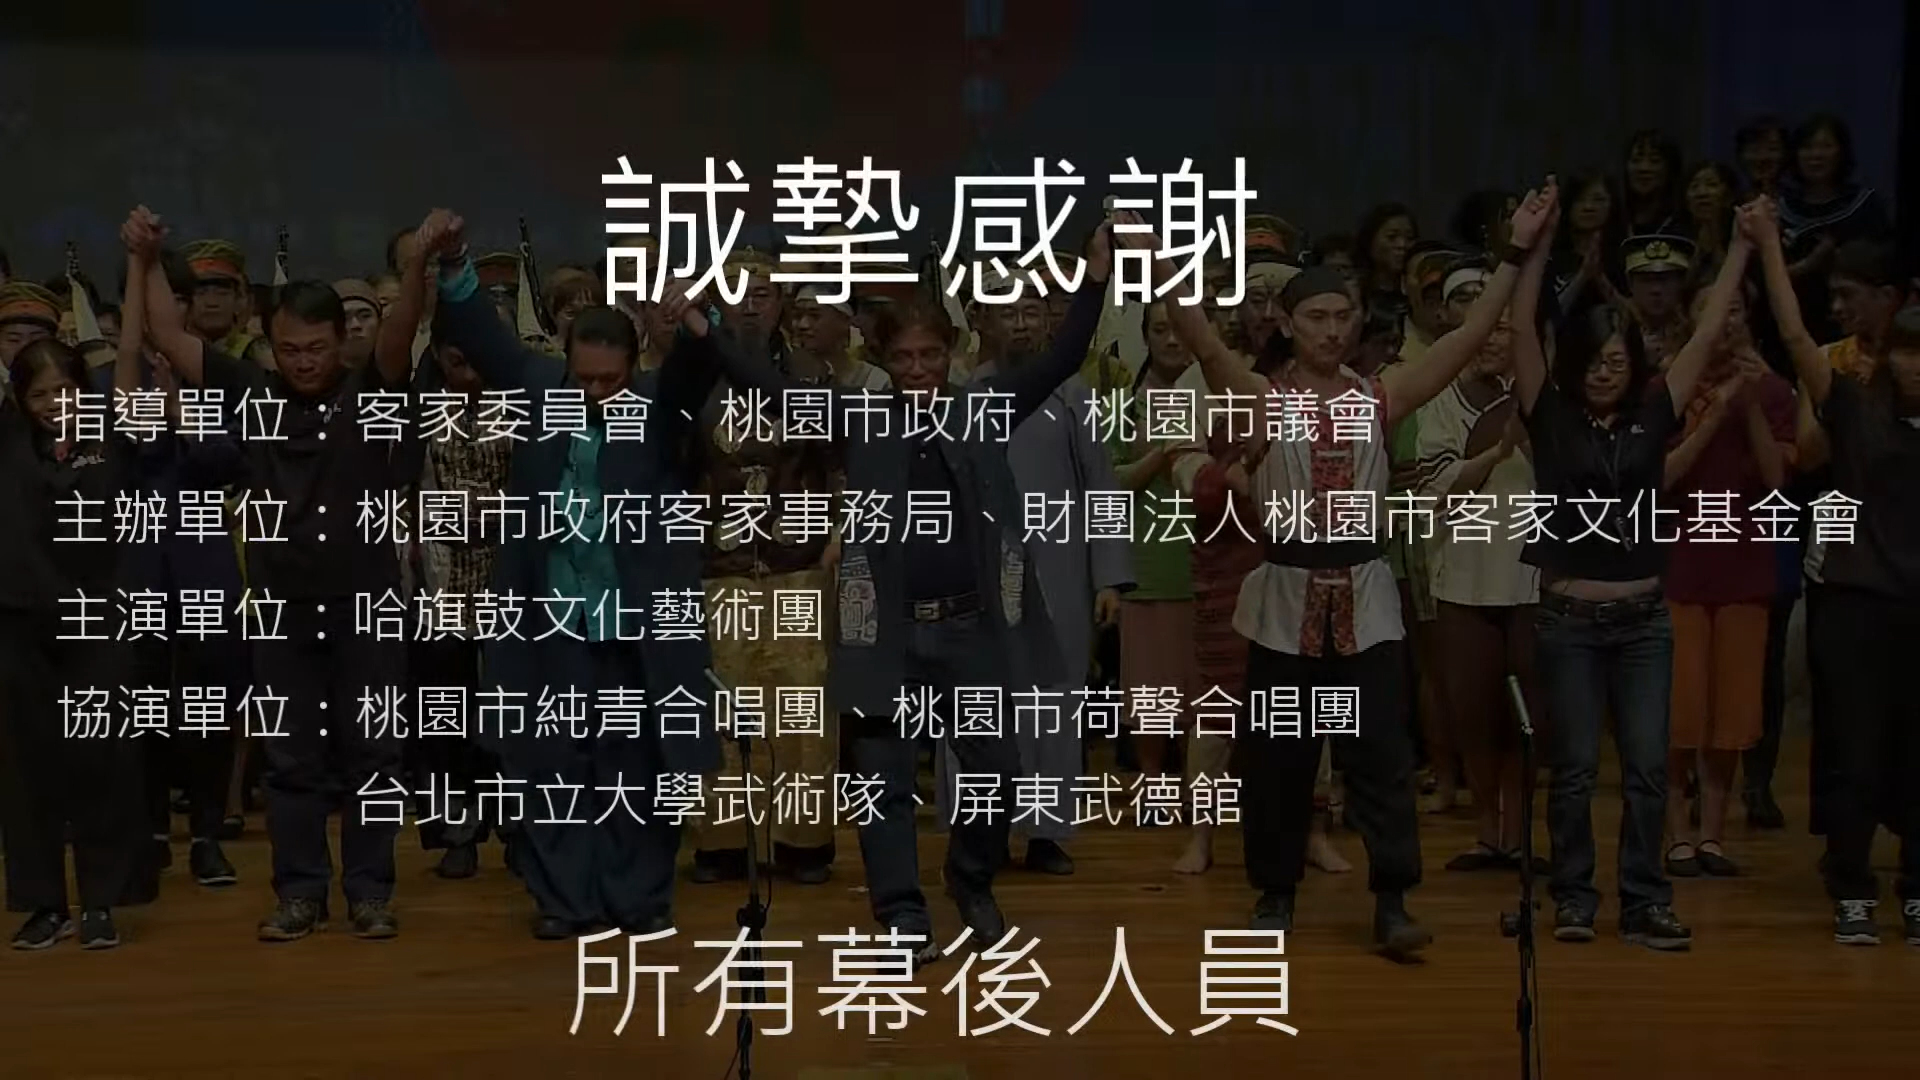 誠摯感謝
指導單位：客家委員會、桃園市政府、桃園市議會
主辦單位：桃園市政府客家事務局、財團法人桃園市客家文化基金會
主演單位：哈旗鼓文化藝術團
協演單位：桃園市純青合唱團、桃園市荷聲合唱團
台北市立大學武術隊、屏東武德館
所有幕後人員